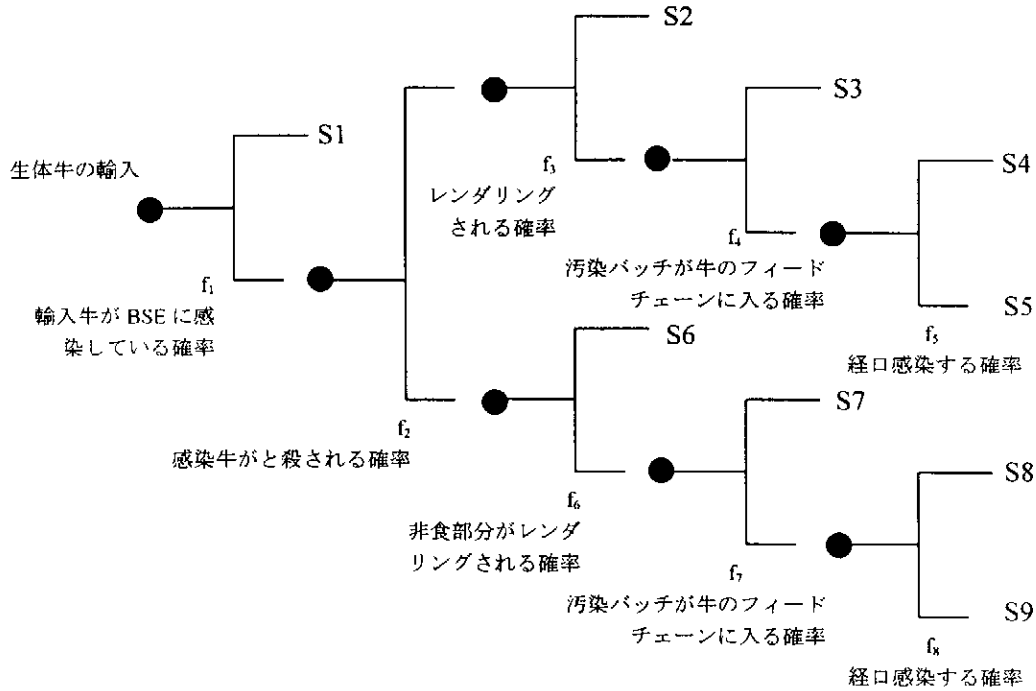 S2
S3
S1
生体牛の輸入
f₃
レンダリング
される確率
S4
f₁
輸入牛が BSE に感
染している確率
f₄
汚染バッチが牛のフィード
チェーンに入る確率
S5
f₅
経口感染する確率
S6
f₂
感染牛がと殺される確率
S7
f₆
非食部分がレンダ
リングされる確率
S8
f₇
汚染バッチが牛のフィード
チェーンに入る確率
S9
f₈
経口感染する確率